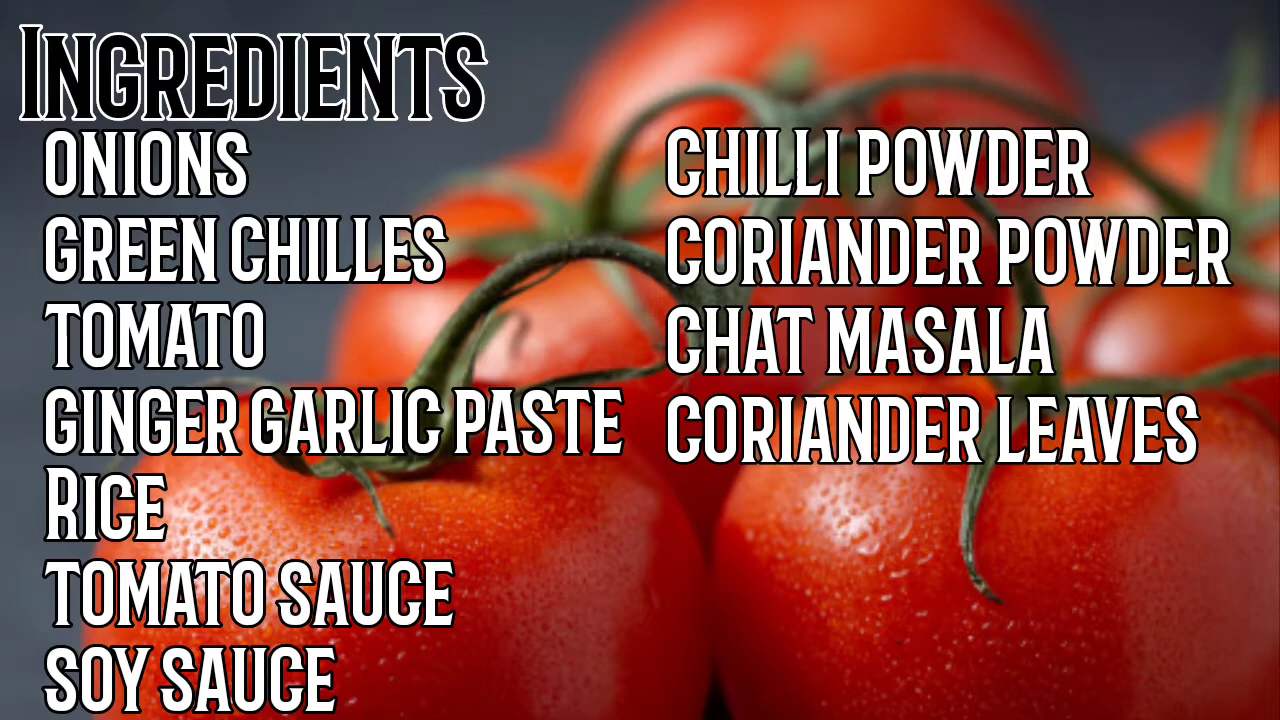 INGREDIENTS
ONIONS
GREEN CHILLES
TOMATO
GINGER GARLIC PASTE
RICE
TOMATO SAUCE
SOY SAUCE
CHILLI POWDER
CORIANDER POWDER
CHAT MASALA
CORIANDER LEAVES